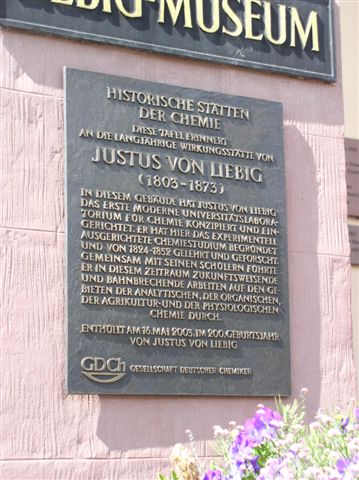 LIEBIG-MUSEUM
HISTORISCHE STÄTTEN
DER CHEMIE
DIESE TAFEL ERINNERT
AN DIE LANGJÄHRIGE WIRKUNGSSTÄTTE VON
JUSTUS VON LIEBIG
(1803-1873)
IN DIESEM GEBÄUDE HAT JUSTUS VON LIEBIG
DAS ERSTE MODERNE UNIVERSITÄTSLABORA-
TORIUM FÜR CHEMIE KONZIPIERT UND EIN-
GERICHTET. ER HAT HIER DAS EXPERIMENTELL
AUSGERICHTETE CHEMIESTUDIUM BEGRÜNDET
UND VON 1824-1852 GELEHRT UND GEFORSCHT.
GEMEINSAM MIT SEINEN SCHÜLERN FÜHRTE
ER IN DIESEM ZEITRAUM ZUKUNFTSWEISENDE
UND BAHNBRECHENDE ARBEITEN AUF DEN GE-
BIETEN DER ANALYTISCHEN, DER ORGANISCHEN,
DER AGRIKULTUR- UND DER PHYSIOLOGISCHEN
CHEMIE DURCH.
ENTHÜLLT AM 16. MAI 2003, IM 200. GEBURTSJAHR
VON JUSTUS VON LIEBIG
GDCh GESELLSCHAFT DEUTSCHER CHEMIKER